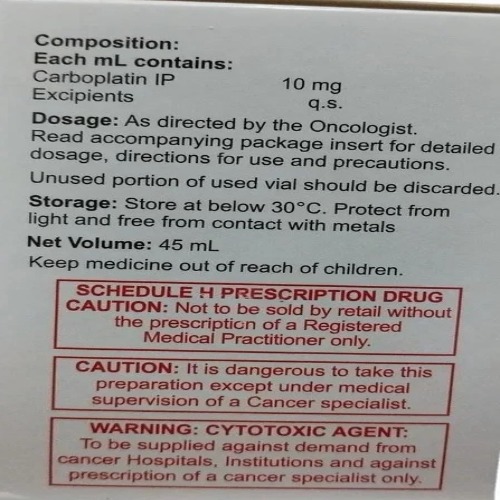 Composition:
Each mL contains:
Carboplatin IP 10 mg
Excipients q.s.
Dosage: As directed by the Oncologist.
Read accompanying package insert for detailed
dosage, directions for use and precautions.
Unused portion of used vial should be discarded.
Storage: Store at below 30°C. Protect from
light and free from contact with metals
Net Volume: 45 mL
Keep medicine out of reach of children.
SCHEDULE H PRESCRIPTION DRUG
CAUTION: Not to be sold by retail without
the prescription of a Registered
Medical Practitioner only.
CAUTION: It is dangerous to take this
preparation except under medical
supervision of a Cancer specialist.
WARNING: CYTOTOXIC AGENT:
To be supplied against demand from
cancer Hospitals, Institutions and against
prescription of a cancer specialist only.